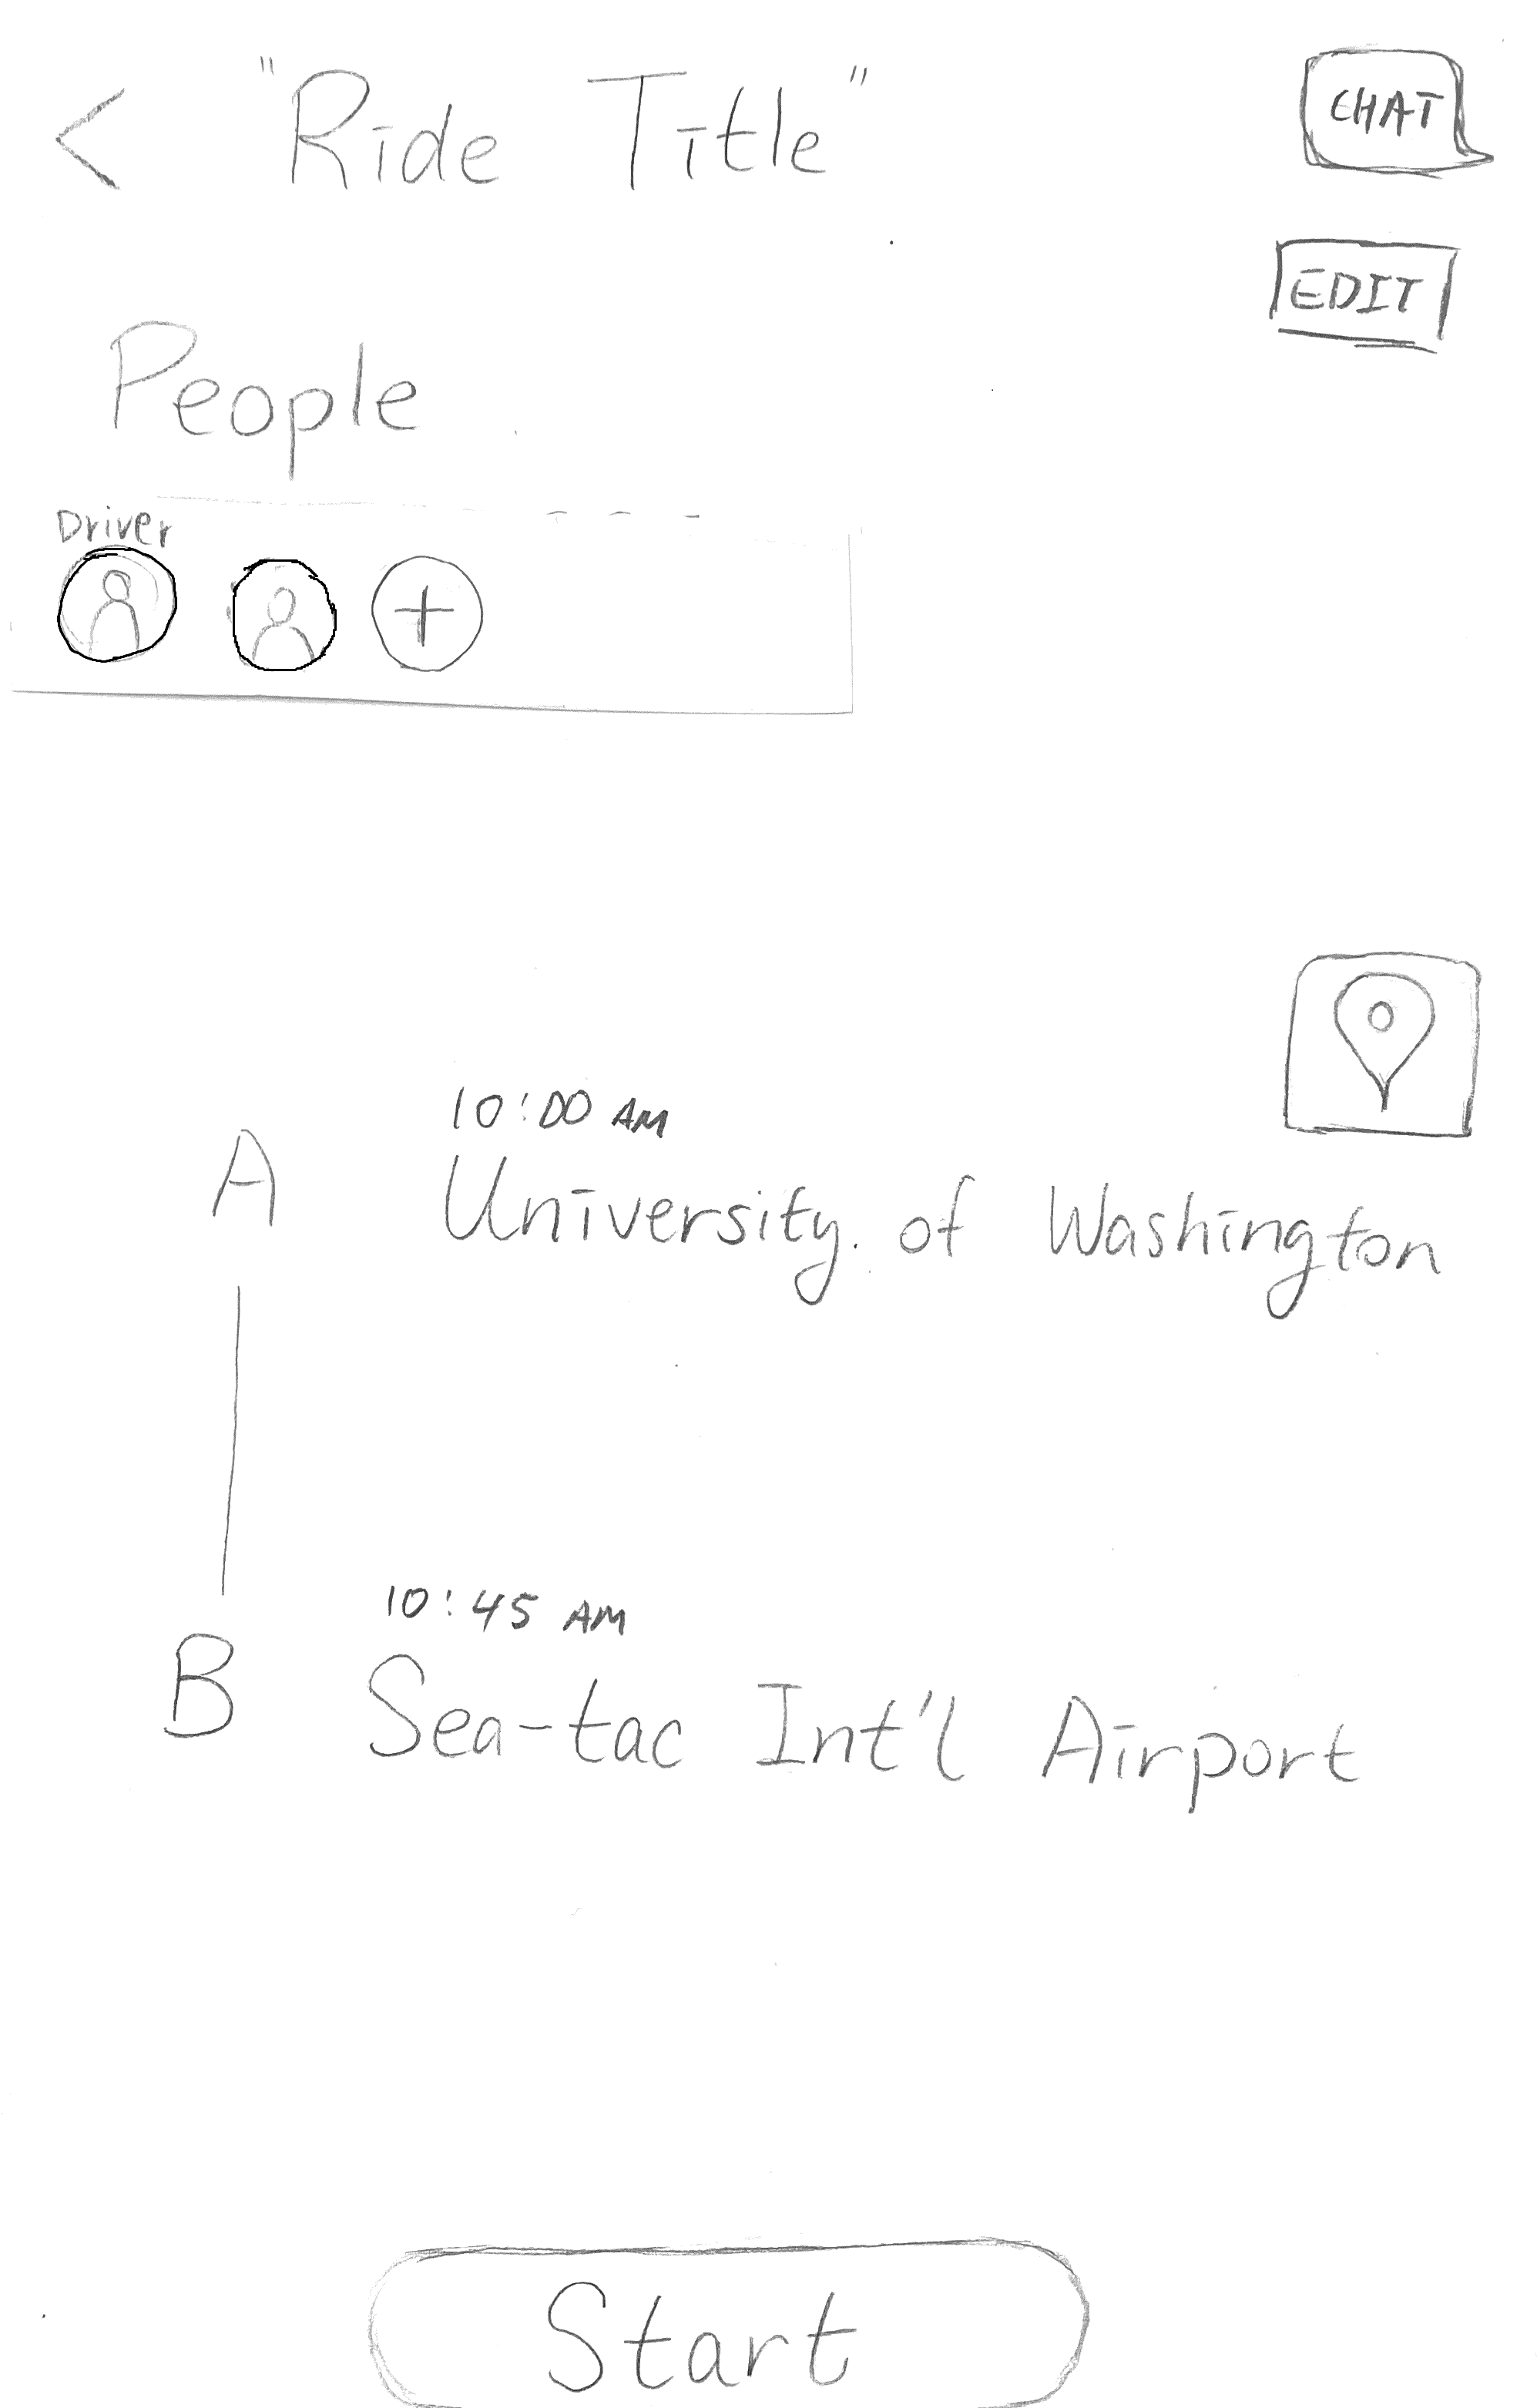 < "Ride Title"
CHAT
EDIT
People
Driver
+
10:00 AM
A University of Washington
10:45 AM
B Sea-tac Int'l Airport
Start